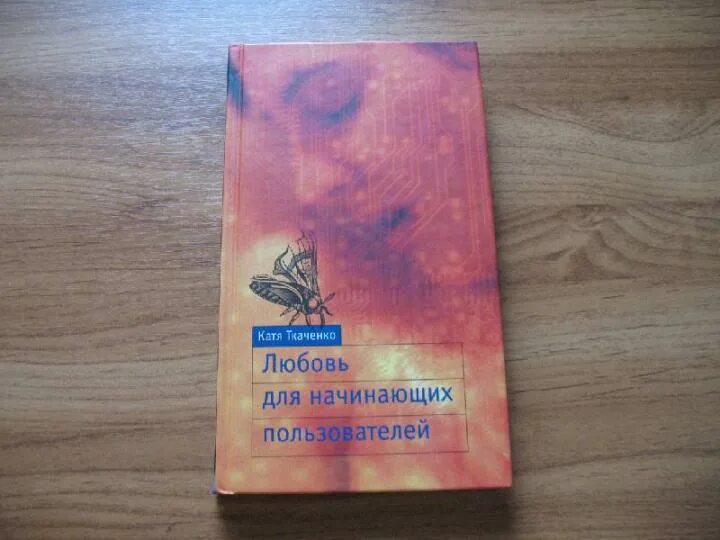 Катя Ткаченко
Любовь
для начинающих
пользователей